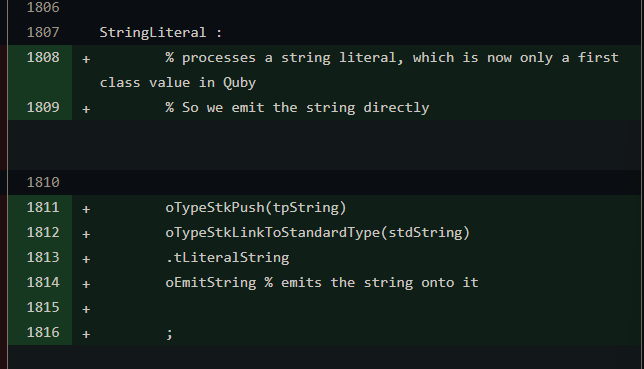 1806
1807 StringLiteral :
1808 + % processes a string literal, which is now only a first
class value in Quby
1809 + % So we emit the string directly
1810
1811 + oTypeStkPush(tpString)
1812 + oTypeStkLinkToStandardType(stdString)
1813 + .tLiteralString
1814 + oEmitString % emits the string onto it
1815 +
1816 + ;